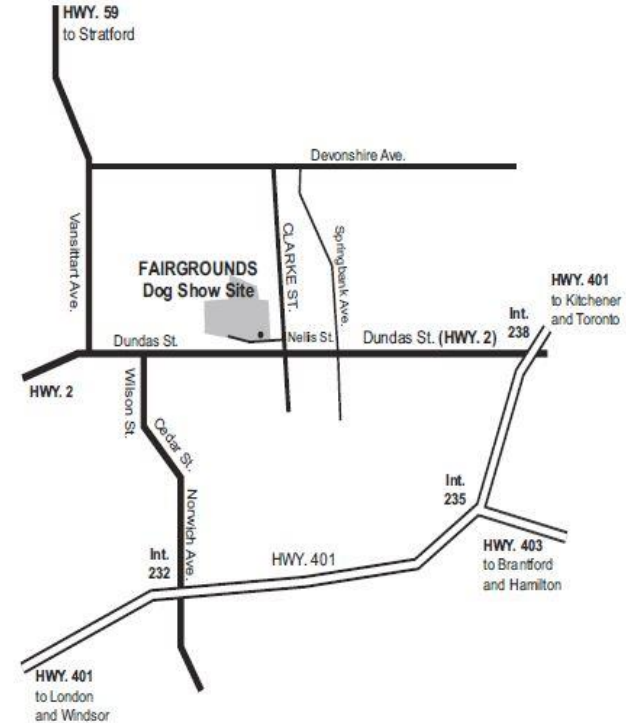 HWY. 59
to Stratford
Devonshire Ave.
Vansittart Ave.
CLARKE ST.
Springbank Ave.
FAIRGROUNDS
Dog Show Site
HWY. 401
to Kitchener
and Toronto
Int.
238
Nellis St.
Dundas St.
Dundas St. (HWY. 2)
HWY. 2
Wilson St.
Cedar St.
Norwich Ave.
Int.
235
Int.
232
HWY. 401
HWY. 403
to Brantford
and Hamilton
HWY. 401
to London
and Windsor